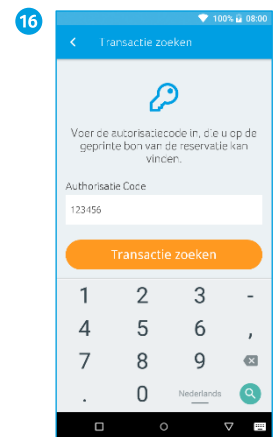 16
100% 08:00
Transactie zoeken
Voer de autorisatiecode in, die u op de
geprinte bon van de reservatie kan
vinden.
Authorisatie Code
123456
Transactie zoeken
1 2 3 -
4 5 6 ,
7 8 9
. 0 Nederlands